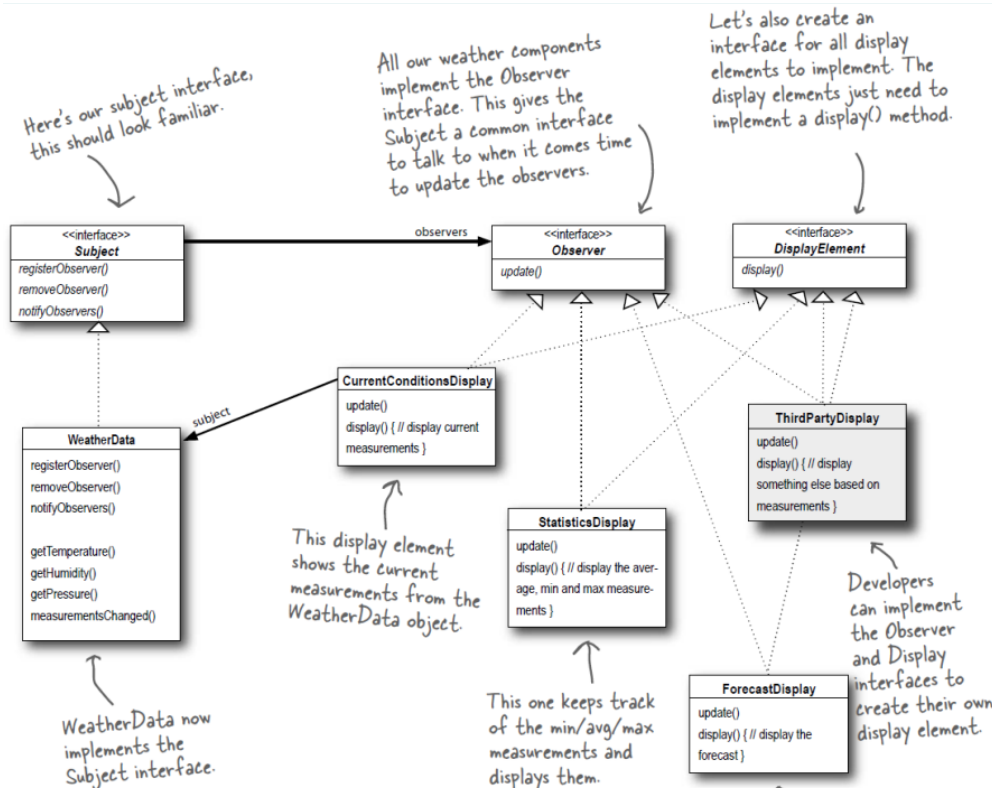 Here's our subject interface,
this should look familiar.
All our weather components
implement the Observer
interface. This gives the
Subject a common interface
to talk to when it comes time
to update the observers.
Let's also create an
interface for all display
elements to implement. The
display elements just need to
implement a display() method.
<<interface>>
Subject
registerObserver()
removeObserver()
notifyObservers()
observers
<<interface>>
Observer
update()
<<interface>>
DisplayElement
display()
subject
CurrentConditionsDisplay
update()
display() { // display current
measurements }
WeatherData
registerObserver()
removeObserver()
notifyObservers()
getTemperature()
getHumidity()
getPressure()
measurementsChanged()
ThirdPartyDisplay
update()
display() { // display
something else based on
measurements }
StatisticsDisplay
update()
display() { // display the aver-
age, min and max measure-
ments }
This display element
shows the current
measurements from the
WeatherData object.
Developers
can implement
the Observer
and Display
interfaces to
create their own
display element.
ForecastDisplay
update()
display() { // display the
forecast }
WeatherData now
implements the
Subject interface.
This one keeps track
of the min/avg/max
measurements and
displays them.